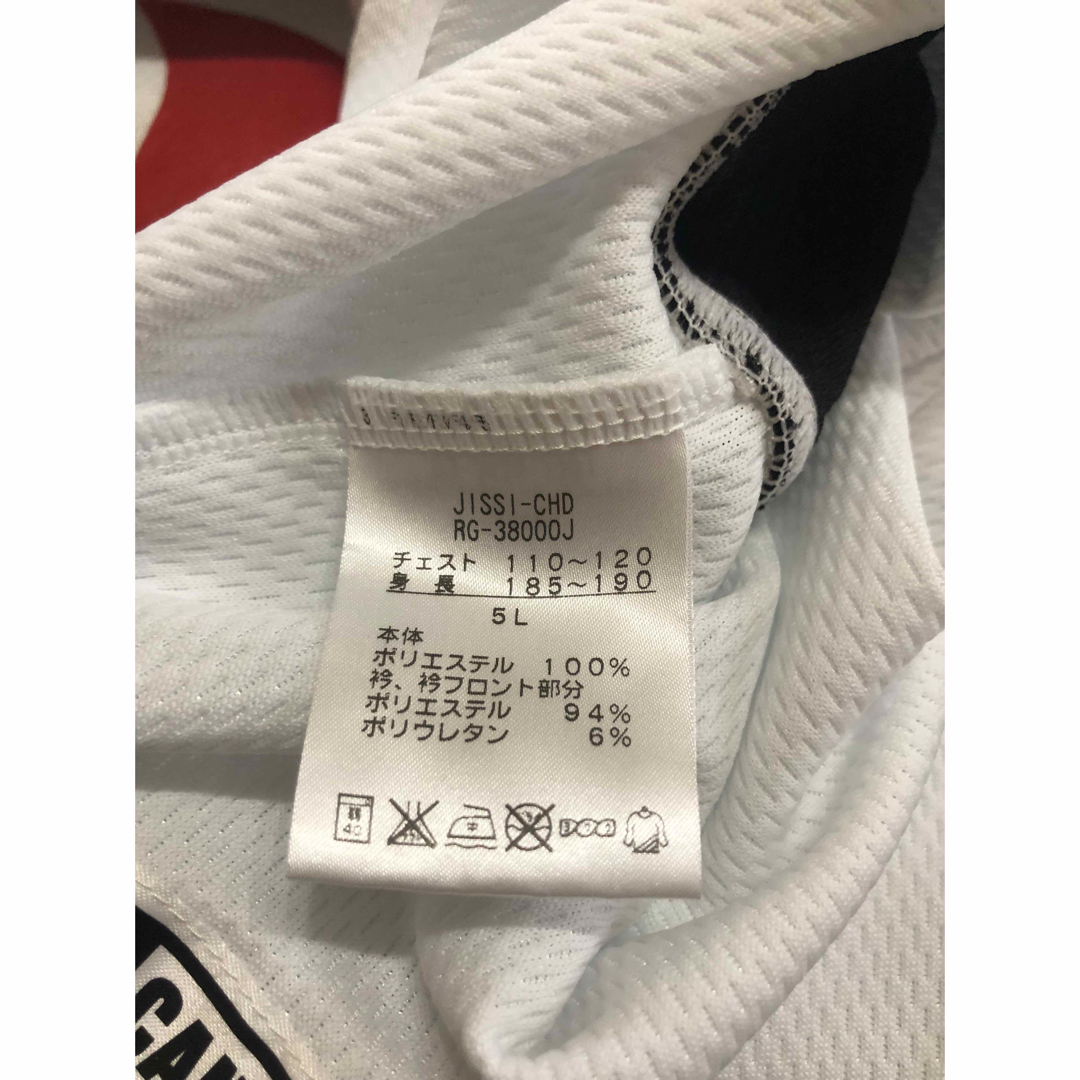 JISSI-CHD
RG-38000J
チェスト 110～120
身長 185～190
5L
本体
ポリエステル 100%
衿、衿フロント部分
ポリエステル 94%
ポリウレタン 6%
40
中